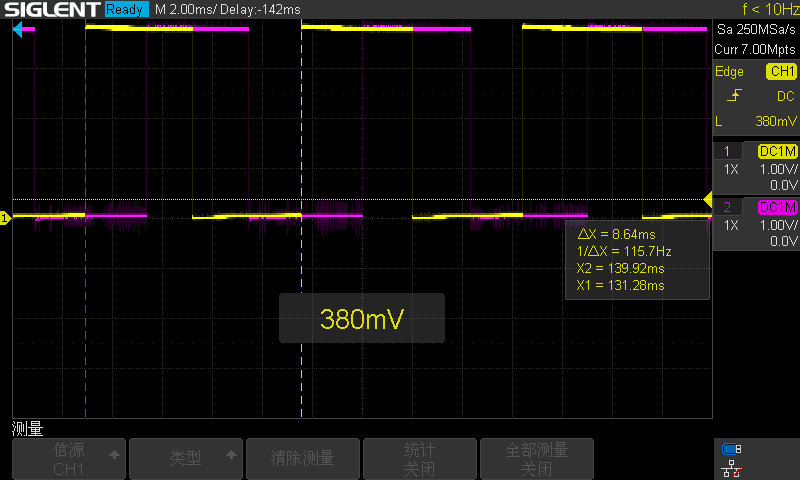 SIGLENT Ready M 2.00ms/ Delay:-142ms f < 10Hz
Sa 250MSa/s
Curr 7.00Mpts
Edge CH1
DC
L 380mV
1 DC1M
1X 1.00V/
0.0V
2 DC1M
1X 1.00V/
0.0V
1
ΔX = 8.64ms
1/ΔX = 115.7Hz
X2 = 139.92ms
X1 = 131.28ms
380mV
测量
信源
CH1
类型
清除测量
统计
关闭
全部测量
关闭